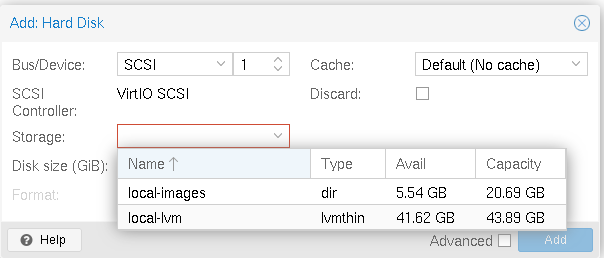 Add: Hard Disk
Bus/Device: SCSI 1 Cache: Default (No cache)
SCSI Controller: VirtIO SCSI Discard:
Storage:
Disk size (GiB):
Name ↑ Type Avail Capacity
local-images dir 5.54 GB 20.69 GB
local-lvm lvmthin 41.62 GB 43.89 GB
Format:
? Help Advanced Add